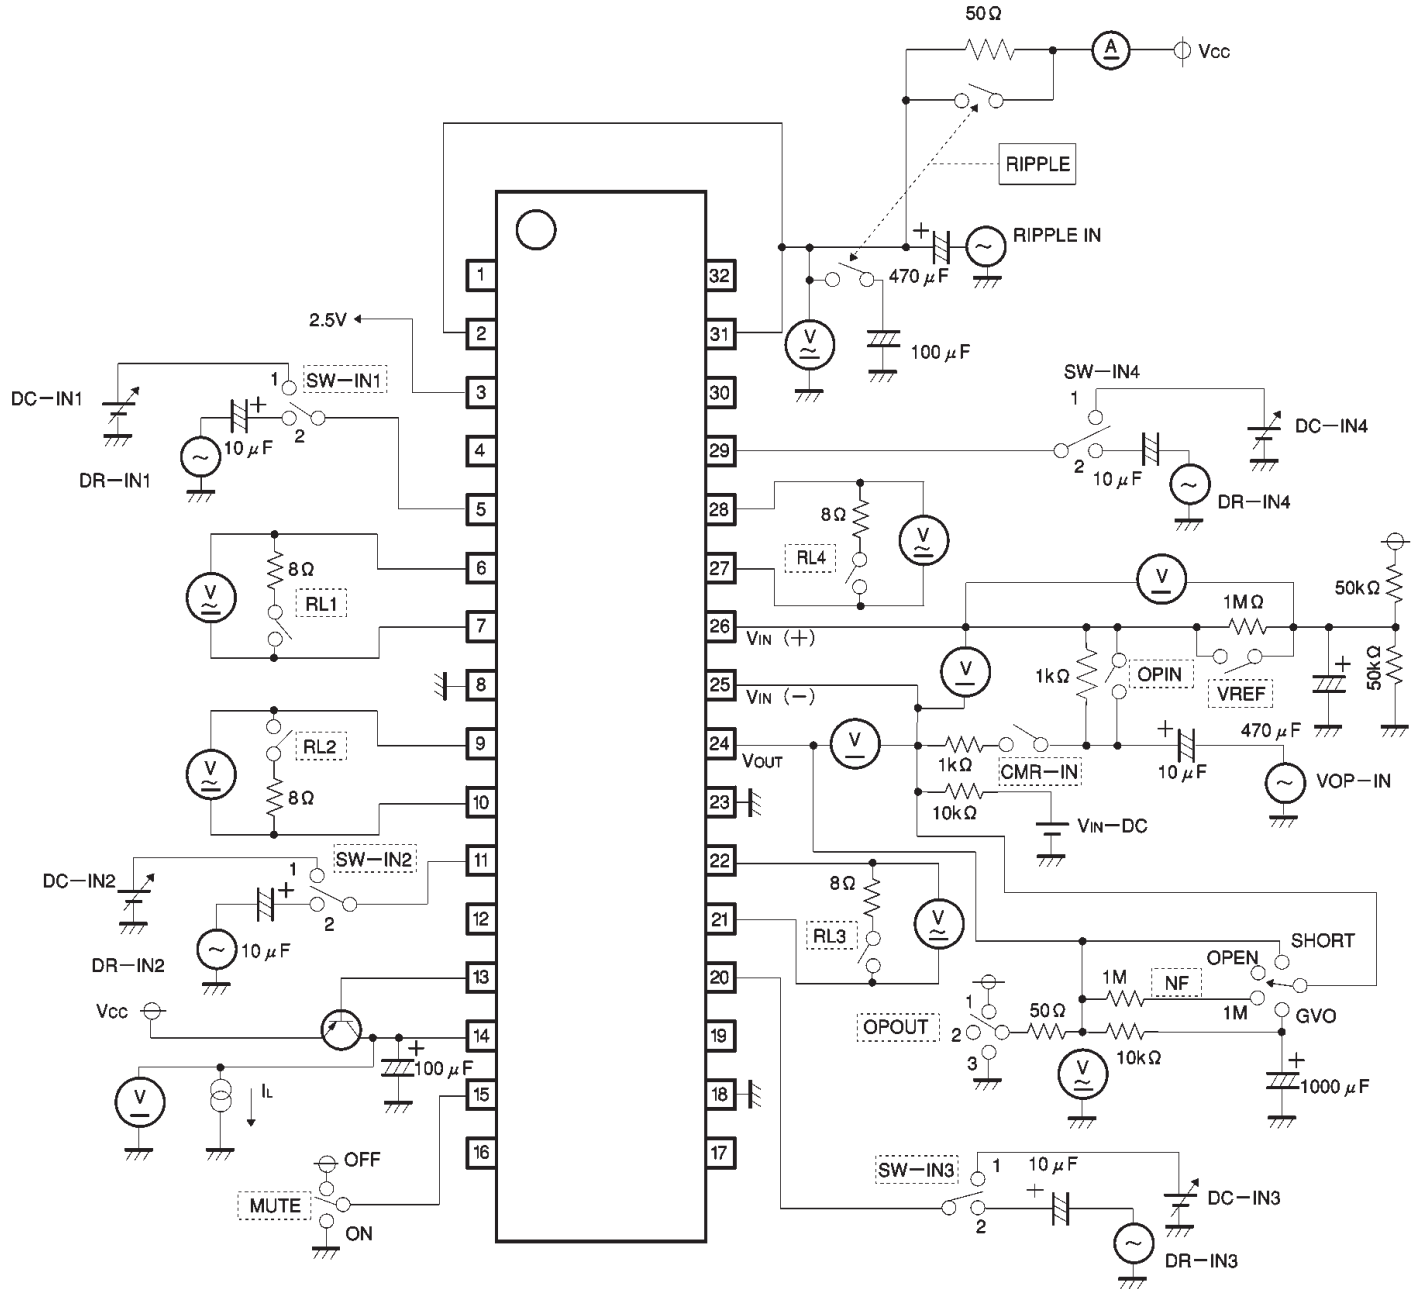 50Ω
A
Vcc
RIPPLE
+
RIPPLE IN
470μF
V
100μF
1
2
3
4
5
6
7
8
9
10
11
12
13
14
15
16
32
31
30
29
28
27
26
25
24
23
22
21
20
19
18
17
2.5V
DC-IN1
1
SW-IN1
+
2
10μF
DR-IN1
V
8Ω
RL1
V
RL2
8Ω
DC-IN2
1
SW-IN2
+
2
10μF
DR-IN2
Vcc
+
100μF
V
IL
OFF
MUTE
ON
SW-IN4
1
DC-IN4
2
10μF
DR-IN4
8Ω
RL4
V
VIN (+)
VIN (-)
VOUT
V
V
V
1MΩ
50kΩ
50kΩ
1kΩ
OPIN
VREF
+
470μF
1kΩ
CMR-IN
+
10μF
VOP-IN
10kΩ
VIN-DC
8Ω
RL3
V
SHORT
OPEN
1M
NF
1M
GVO
OPOUT
1
2
3
50Ω
10kΩ
V
+
1000μF
SW-IN3
1
10μF
+
2
DC-IN3
DR-IN3